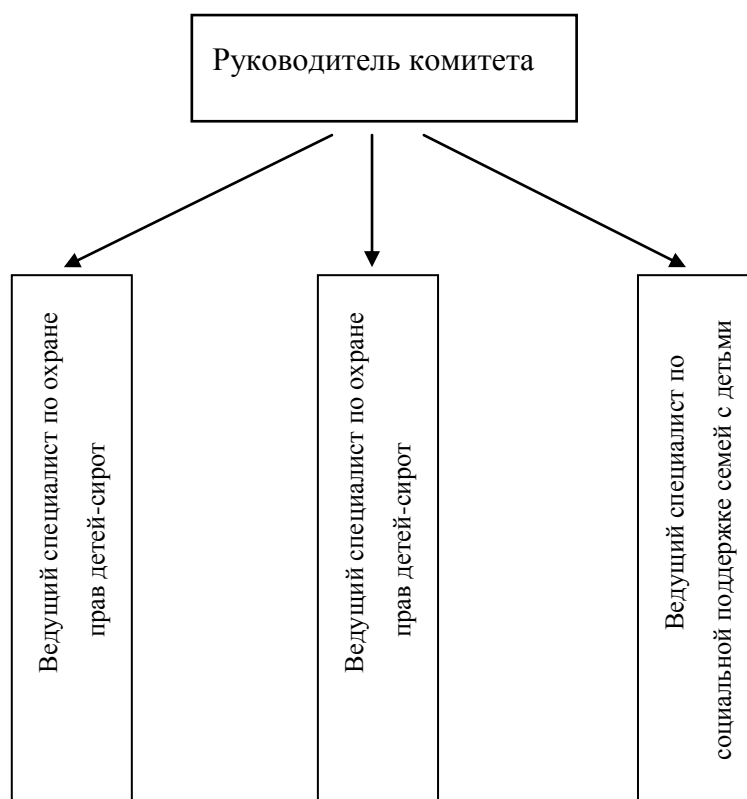 Руководитель комитета
Ведущий специалист по охране
прав детей-сирот
Ведущий специалист по охране
прав детей-сирот
Ведущий специалист по
социальной поддержке семей с детьми